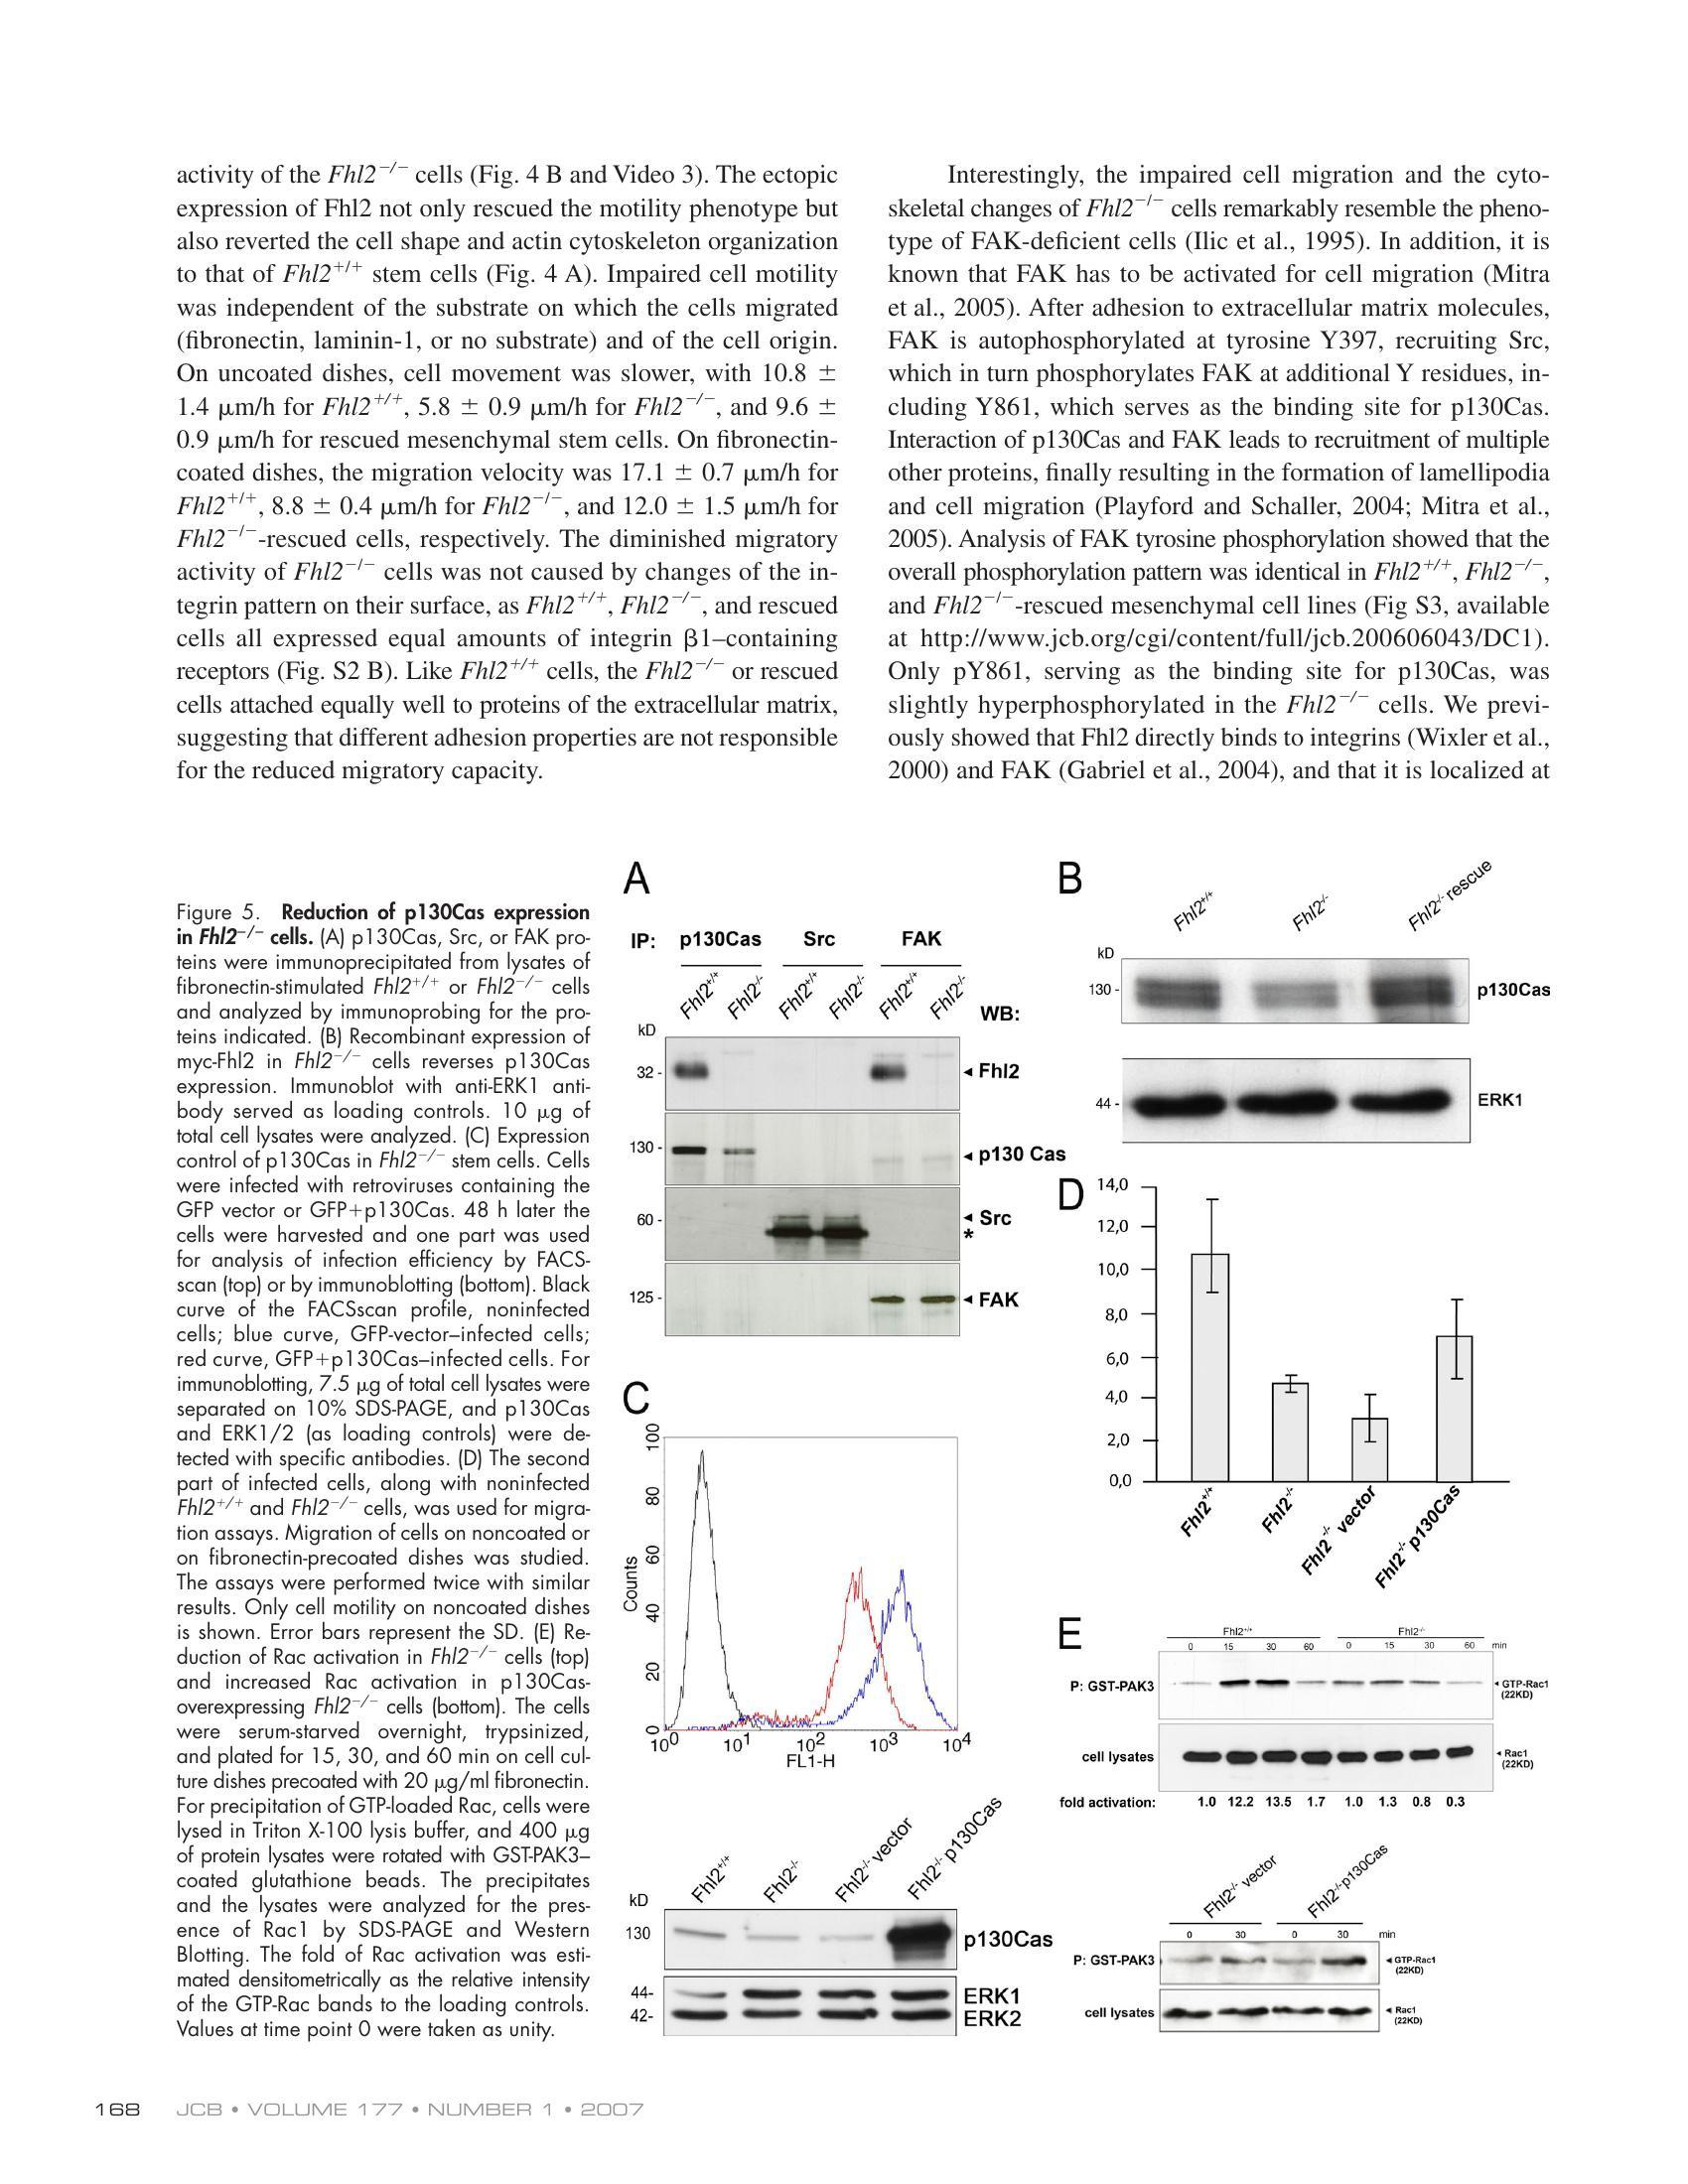 activity of the Fhl2−/− cells (Fig. 4 B and Video 3). The ectopic
expression of Fhl2 not only rescued the motility phenotype but
also reverted the cell shape and actin cytoskeleton organization
to that of Fhl2+/+ stem cells (Fig. 4 A). Impaired cell motility
was independent of the substrate on which the cells migrated
(fibronectin, laminin-1, or no substrate) and of the cell origin.
On uncoated dishes, cell movement was slower, with 10.8 ±
1.4 μm/h for Fhl2+/+, 5.8 ± 0.9 μm/h for Fhl2−/−, and 9.6 ±
0.9 μm/h for rescued mesenchymal stem cells. On fibronectin-
coated dishes, the migration velocity was 17.1 ± 0.7 μm/h for
Fhl2+/+, 8.8 ± 0.4 μm/h for Fhl2−/−, and 12.0 ± 1.5 μm/h for
Fhl2−/−-rescued cells, respectively. The diminished migratory
activity of Fhl2−/− cells was not caused by changes of the in-
tegrin pattern on their surface, as Fhl2+/+, Fhl2−/−, and rescued
cells all expressed equal amounts of integrin β1–containing
receptors (Fig. S2 B). Like Fhl2+/+ cells, the Fhl2−/− or rescued
cells attached equally well to proteins of the extracellular matrix,
suggesting that different adhesion properties are not responsible
for the reduced migratory capacity.
Interestingly, the impaired cell migration and the cyto-
skeletal changes of Fhl2−/− cells remarkably resemble the pheno-
type of FAK-deficient cells (Ilic et al., 1995). In addition, it is
known that FAK has to be activated for cell migration (Mitra
et al., 2005). After adhesion to extracellular matrix molecules,
FAK is autophosphorylated at tyrosine Y397, recruiting Src,
which in turn phosphorylates FAK at additional Y residues, in-
cluding Y861, which serves as the binding site for p130Cas.
Interaction of p130Cas and FAK leads to recruitment of multiple
other proteins, finally resulting in the formation of lamellipodia
and cell migration (Playford and Schaller, 2004; Mitra et al.,
2005). Analysis of FAK tyrosine phosphorylation showed that the
overall phosphorylation pattern was identical in Fhl2+/+, Fhl2−/−,
and Fhl2−/−-rescued mesenchymal cell lines (Fig S3, available
at http://www.jcb.org/cgi/content/full/jcb.200606043/DC1).
Only pY861, serving as the binding site for p130Cas, was
slightly hyperphosphorylated in the Fhl2−/− cells. We previ-
ously showed that Fhl2 directly binds to integrins (Wixler et al.,
2000) and FAK (Gabriel et al., 2004), and that it is localized at
Figure 5. Reduction of p130Cas expression
in Fhl2−/− cells. (A) p130Cas, Src, or FAK pro-
teins were immunoprecipitated from lysates of
fibronectin-stimulated Fhl2+/+ or Fhl2−/− cells
and analyzed by immunoprobing for the pro-
teins indicated. (B) Recombinant expression of
myc-Fhl2 in Fhl2−/− cells reverses p130Cas
expression. Immunoblot with anti-ERK1 anti-
body served as loading controls. 10 μg of
total cell lysates were analyzed. (C) Expression
control of p130Cas in Fhl2−/− stem cells. Cells
were infected with retroviruses containing the
GFP vector or GFP+p130Cas. 48 h later the
cells were harvested and one part was used
for analysis of infection efficiency by FACS-
scan (top) or by immunoblotting (bottom). Black
curve of the FACSscan profile, noninfected
cells; blue curve, GFP-vector–infected cells;
red curve, GFP+p130Cas–infected cells. For
immunoblotting, 7.5 μg of total cell lysates were
separated on 10% SDS-PAGE, and p130Cas
and ERK1/2 (as loading controls) were de-
tected with specific antibodies. (D) The second
part of infected cells, along with noninfected
Fhl2+/+ and Fhl2−/− cells, was used for migra-
tion assays. Migration of cells on noncoated or
on fibronectin-precoated dishes was studied.
The assays were performed twice with similar
results. Only cell motility on noncoated dishes
is shown. Error bars represent the SD. (E) Re-
duction of Rac activation in Fhl2−/− cells (top)
and increased Rac activation in p130Cas-
overexpressing Fhl2−/− cells (bottom). The cells
were serum-starved overnight, trypsinized,
and plated for 15, 30, and 60 min on cell cul-
ture dishes precoated with 20 μg/ml fibronectin.
For precipitation of GTP-loaded Rac, cells were
lysed in Triton X-100 lysis buffer, and 400 μg
of protein lysates were rotated with GST-PAK3–
coated glutathione beads. The precipitates
and the lysates were analyzed for the pres-
ence of Rac1 by SDS-PAGE and Western
Blotting. The fold of Rac activation was esti-
mated densitometrically as the relative intensity
of the GTP-Rac bands to the loading controls.
Values at time point 0 were taken as unity.
A
IP: p130Cas Src FAK
Fhl2+/+ Fhl2-/- Fhl2+/+ Fhl2-/- Fhl2+/+ Fhl2-/-
WB:
kD
32 - Fhl2
130 - p130 Cas
60 - Src
*
125 - FAK
B
Fhl2+/+ Fhl2-/- Fhl2-/- rescue
kD
130 - p130Cas
44 - ERK1
C
100
80
60
40
20
0
Counts
10^0 10^1 10^2 10^3 10^4
FL1-H
Fhl2+/+ Fhl2-/- Fhl2-/- vector Fhl2-/- p130Cas
kD
130 p130Cas
44- ERK1
42- ERK2
D
14,0
12,0
10,0
8,0
6,0
4,0
2,0
0,0
Fhl2+/+ Fhl2-/- Fhl2-/- vector Fhl2-/- p130Cas
E
Fhl2+/+ Fhl2-/-
0 15 30 60 0 15 30 60 min
P: GST-PAK3 GTP-Rac1
(22KD)
cell lysates Rac1
(22KD)
fold activation: 1.0 12.2 13.5 1.7 1.0 1.3 0.8 0.3
Fhl2-/- vector Fhl2-/-p130Cas
0 30 0 30 min
P: GST-PAK3 GTP-Rac1
(22KD)
cell lysates Rac1
(22KD)
168 JCB • VOLUME 177 • NUMBER 1 • 2007